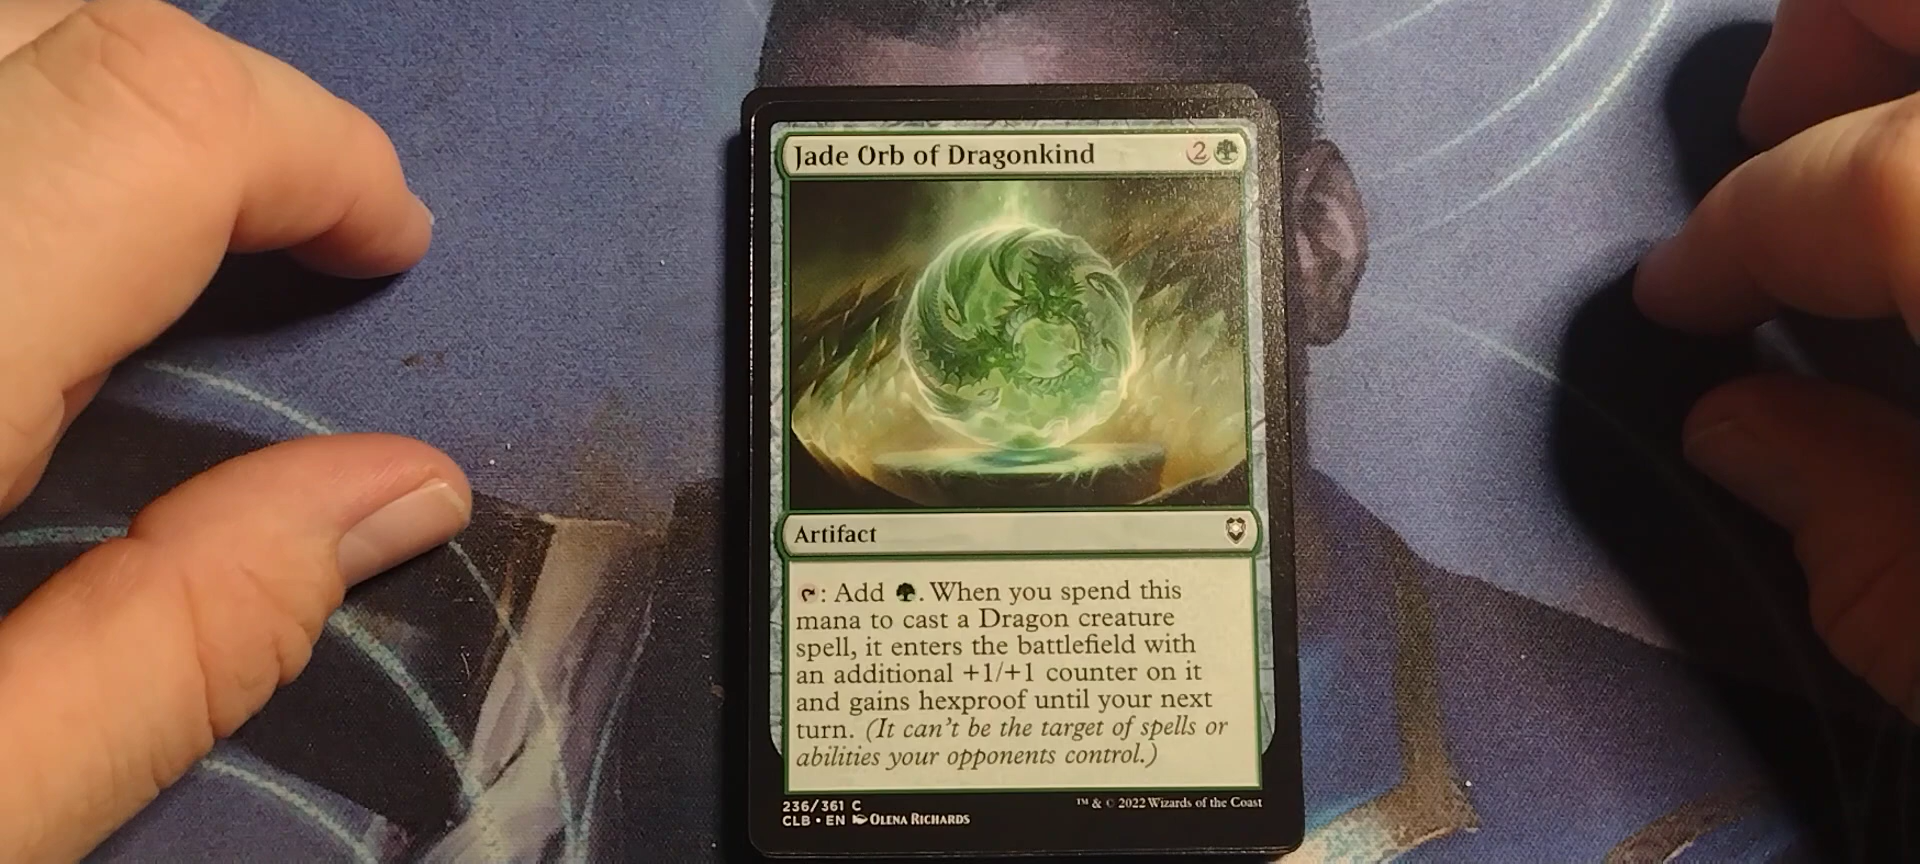 Jade Orb of Dragonkind 2
Artifact
: Add . When you spend this
mana to cast a Dragon creature
spell, it enters the battlefield with
an additional +1/+1 counter on it
and gains hexproof until your next
turn. (It can't be the target of spells or
abilities your opponents control.)
236/361 C
™ & © 2022 Wizards of the Coast
CLB • EN OLENA RICHARDS